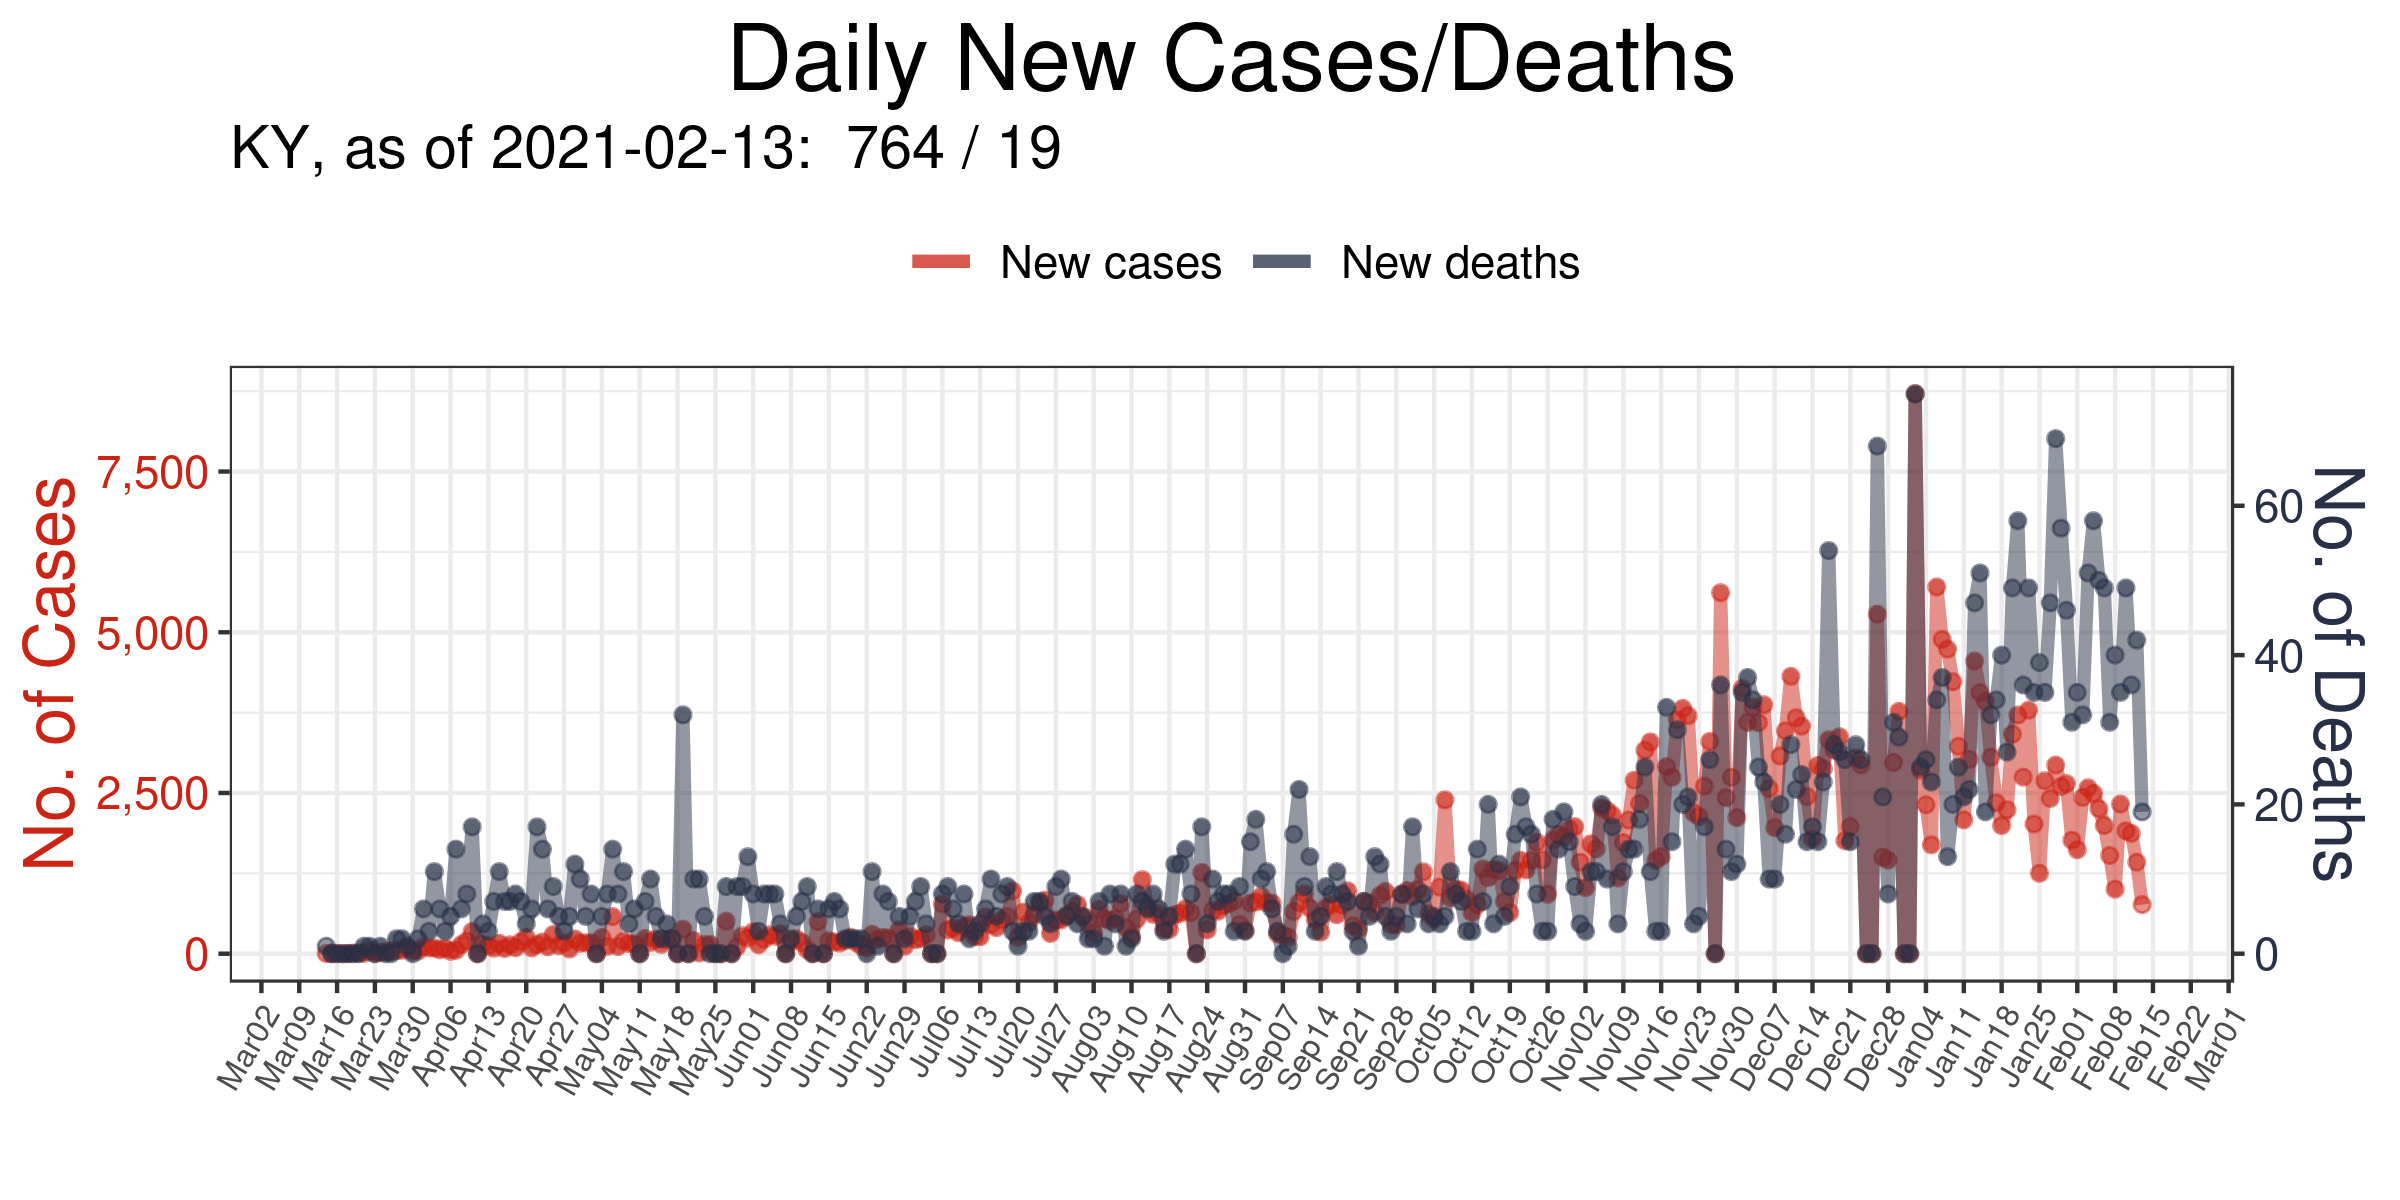 Daily New Cases/Deaths
KY, as of 2021-02-13:  764 / 19
New cases
New deaths
No. of Cases
7,500
5,000
2,500
0
60
40
20
0
No. of Deaths
Mar02
Mar09
Mar16
Mar23
Mar30
Apr06
Apr13
Apr20
Apr27
May04
May11
May18
May25
Jun01
Jun08
Jun15
Jun22
Jun29
Jul06
Jul13
Jul20
Jul27
Aug03
Aug10
Aug17
Aug24
Aug31
Sep07
Sep14
Sep21
Sep28
Oct05
Oct12
Oct19
Oct26
Nov02
Nov09
Nov16
Nov23
Nov30
Dec07
Dec14
Dec21
Dec28
Jan04
Jan11
Jan18
Jan25
Feb01
Feb08
Feb15
Feb22
Mar01